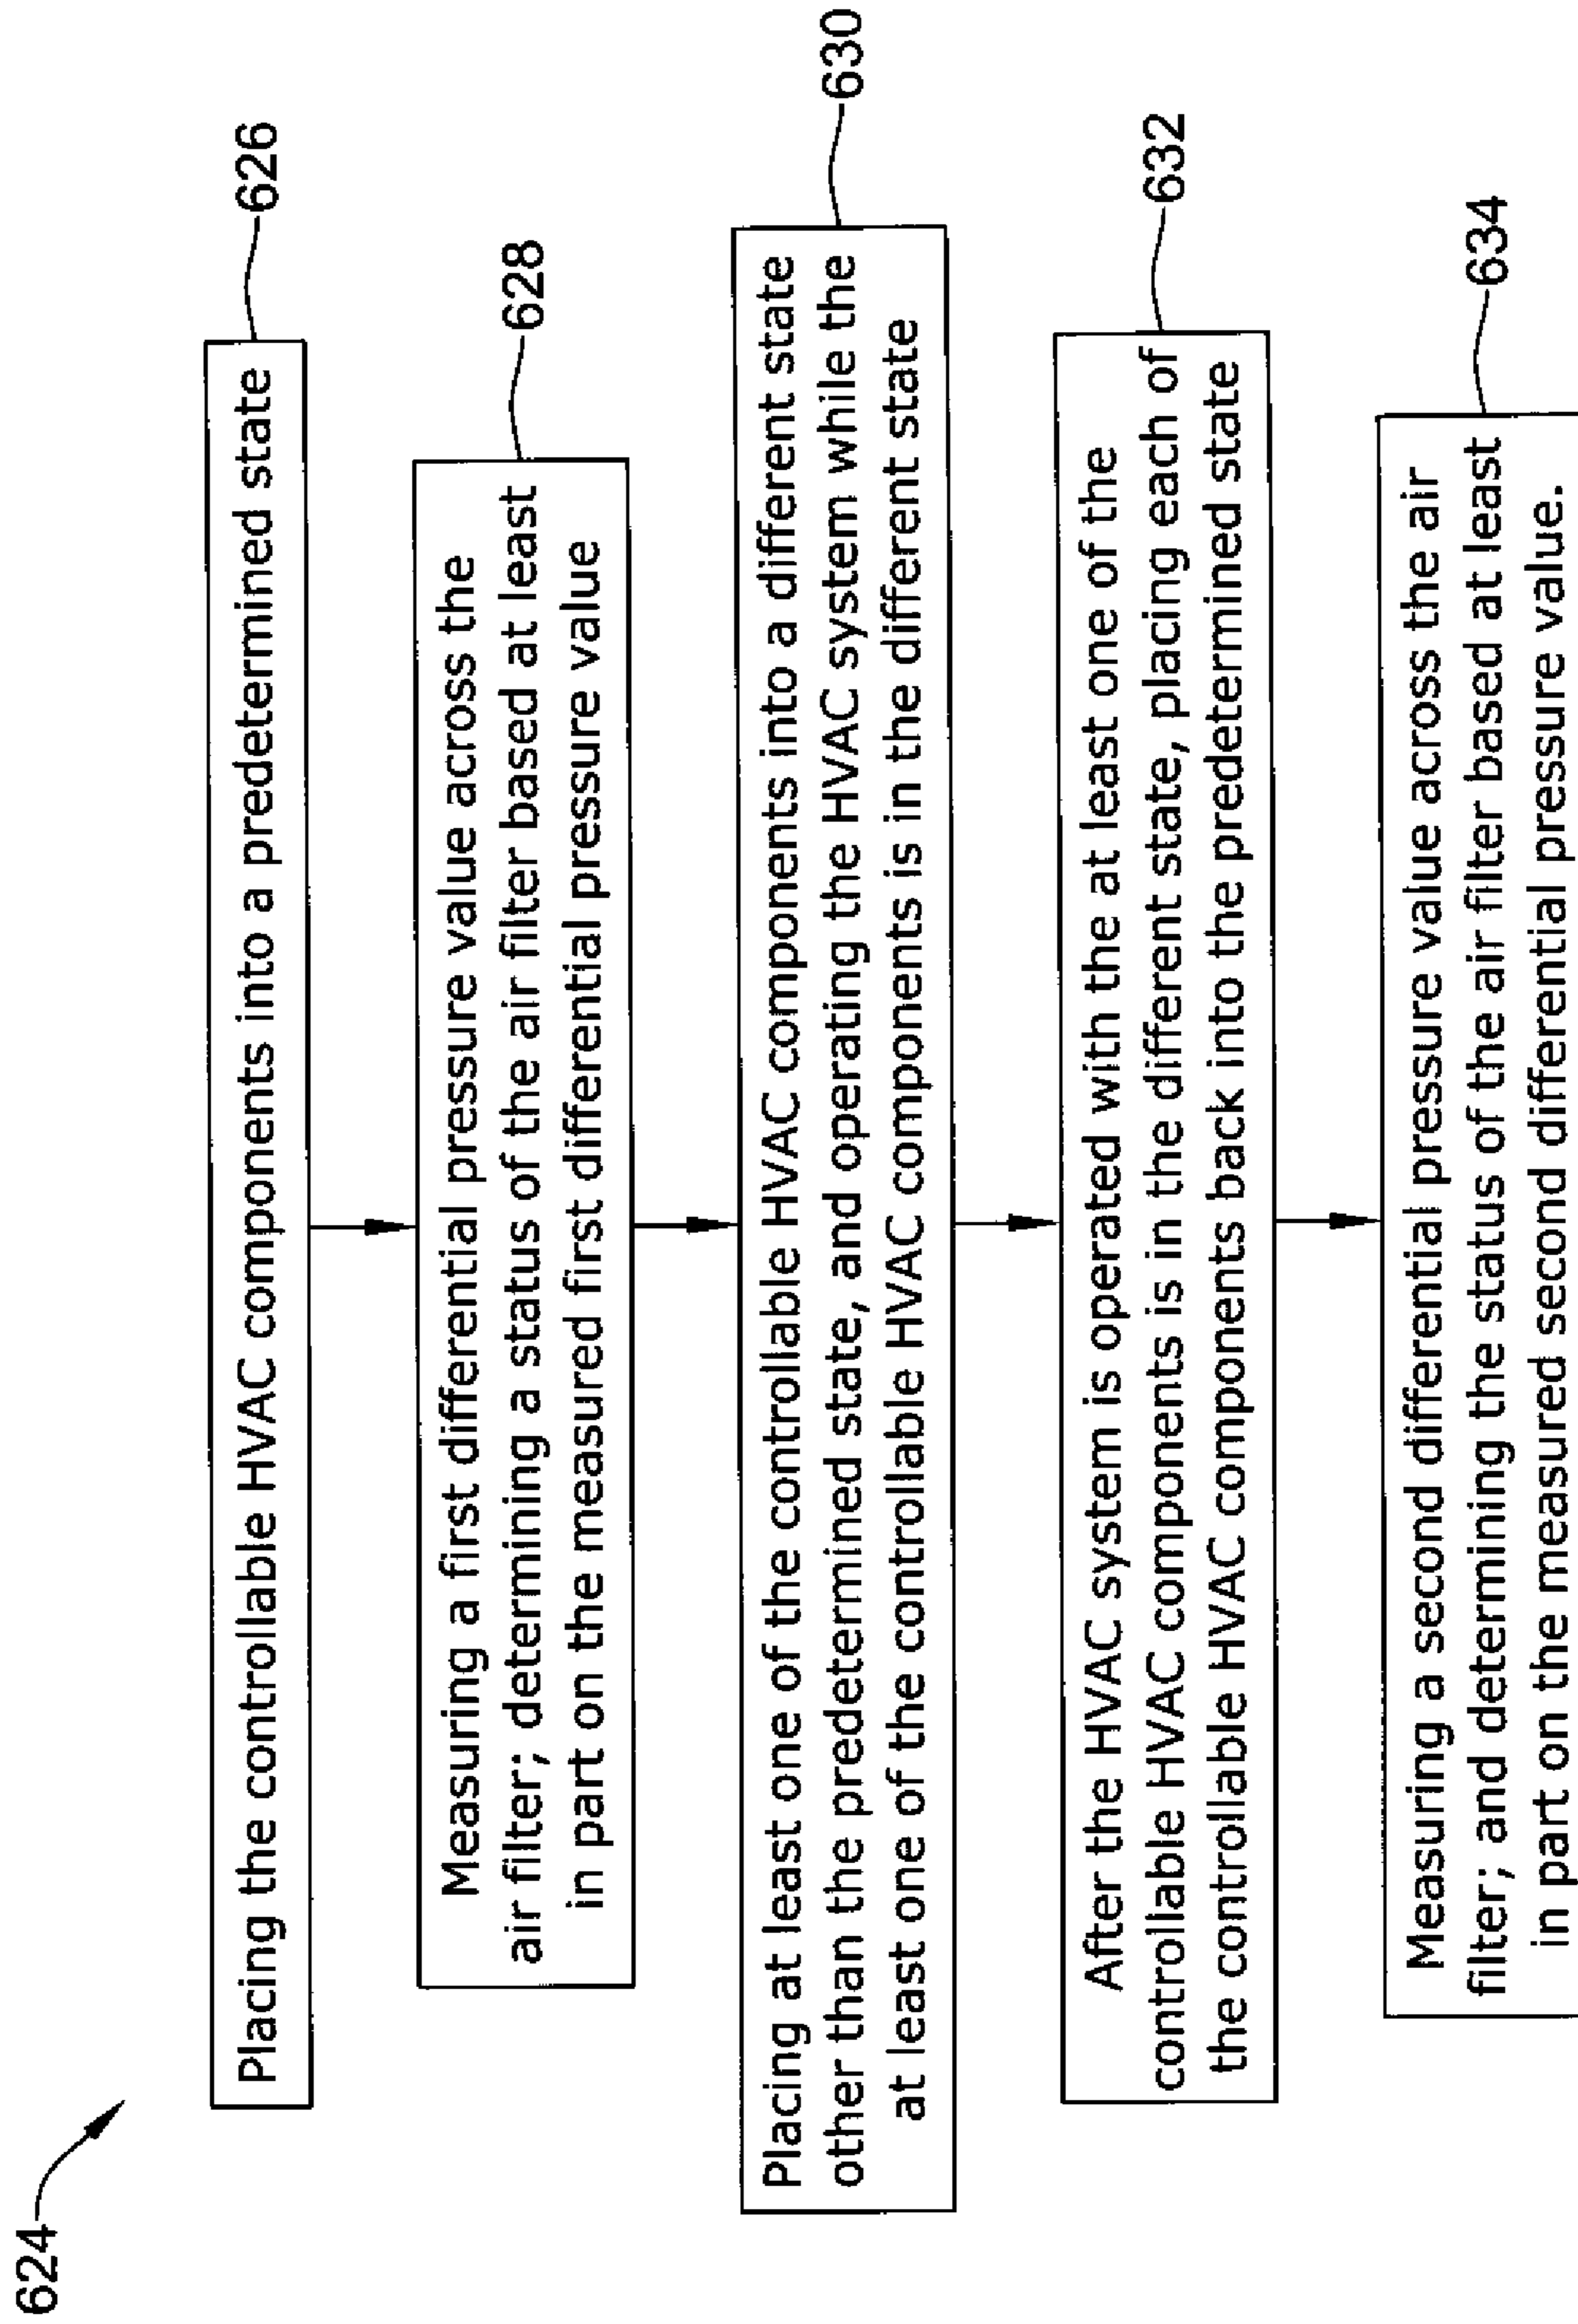 624
Placing the controllable HVAC components into a predetermined state
626
Measuring a first differential pressure value across the
air filter; determining a status of the air filter based at least
in part on the measured first differential pressure value
628
Placing at least one of the controllable HVAC components into a different state
other than the predetermined state, and operating the HVAC system while the
at least one of the controllable HVAC components is in the different state
630
After the HVAC system is operated with the at least one of the
controllable HVAC components is in the different state, placing each of
the controllable HVAC components back into the predetermined state
632
Measuring a second differential pressure value across the air
filter; and determining the status of the air filter based at least
in part on the measured second differential pressure value.
634